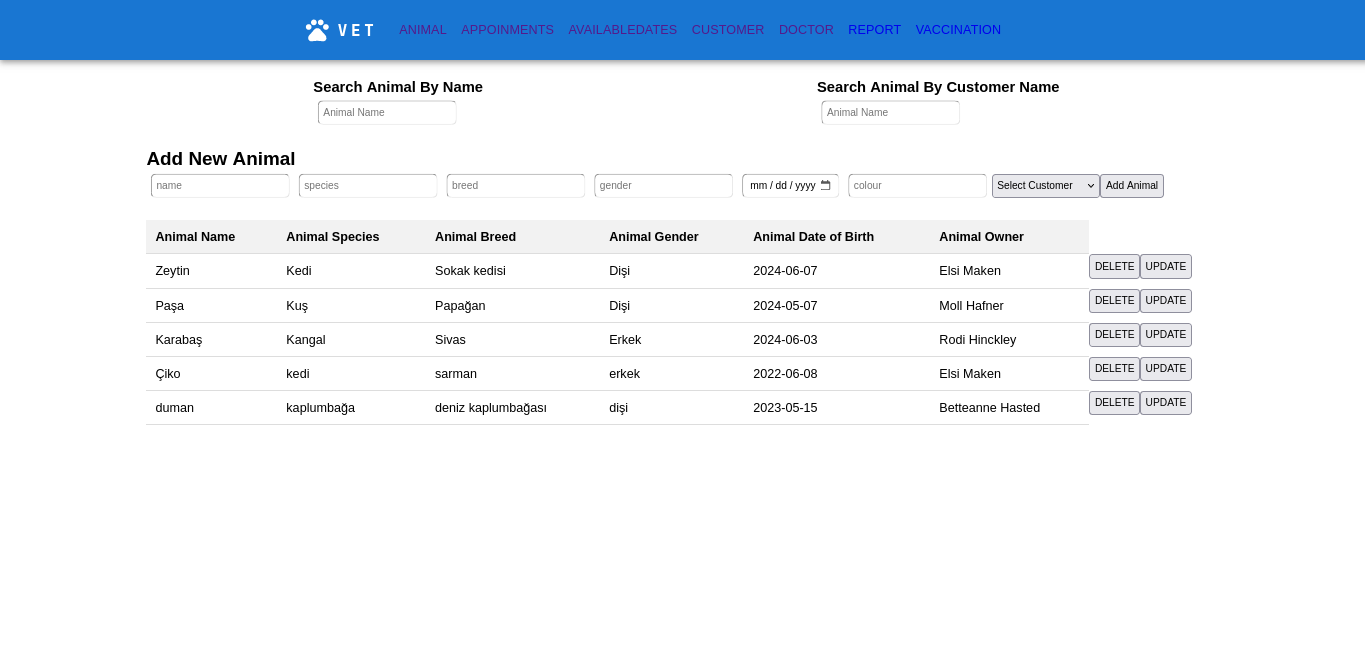 VET ANIMAL APPOINMENTS AVAILABLEDATES CUSTOMER DOCTOR REPORT VACCINATION
Search Animal By Name Search Animal By Customer Name
Animal Name Animal Name
Add New Animal
name species breed gender mm / dd / yyyy colour Select Customer Add Animal
Animal Name Animal Species Animal Breed Animal Gender Animal Date of Birth Animal Owner
Zeytin Kedi Sokak kedisi Dişi 2024-06-07 Elsi Maken DELETE UPDATE
Paşa Kuş Papağan Dişi 2024-05-07 Moll Hafner DELETE UPDATE
Karabaş Kangal Sivas Erkek 2024-06-03 Rodi Hinckley DELETE UPDATE
Çiko kedi sarman erkek 2022-06-08 Elsi Maken DELETE UPDATE
duman kaplumbağa deniz kaplumbağası dişi 2023-05-15 Betteanne Hasted DELETE UPDATE